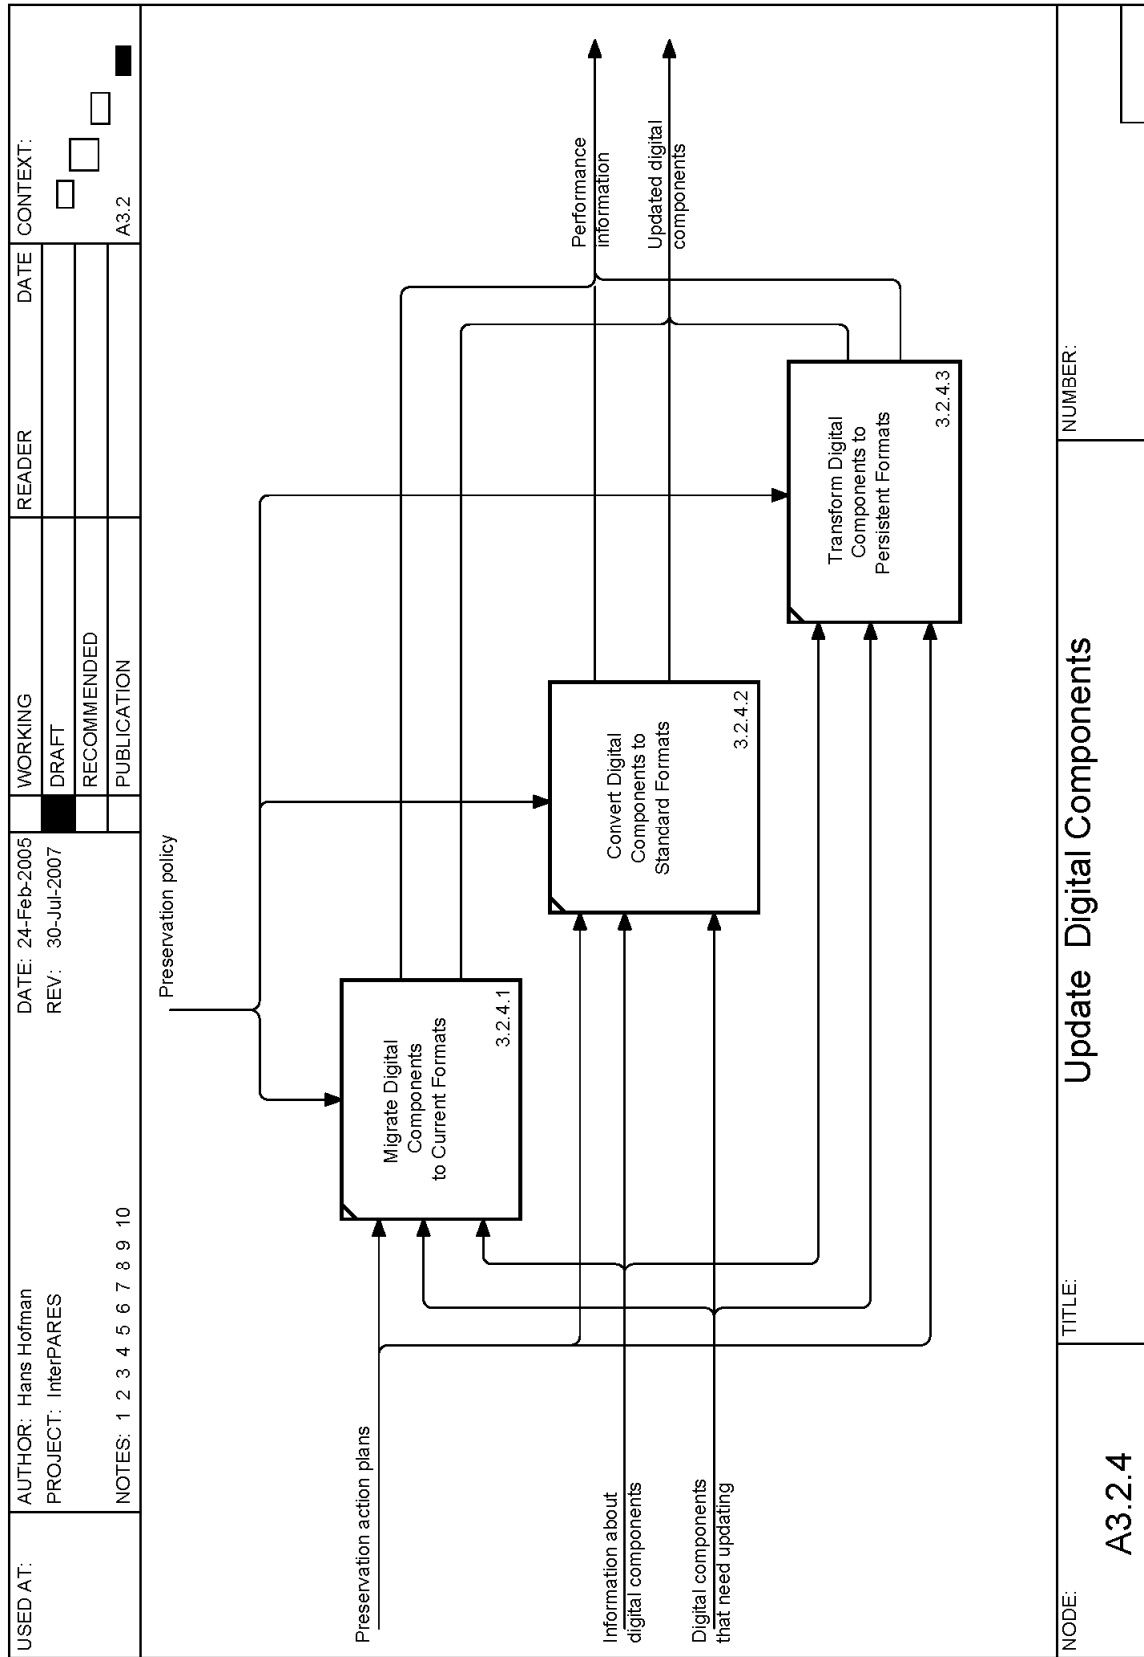 USED AT:
AUTHOR: Hans Hofman
PROJECT: InterPARES
NOTES: 1 2 3 4 5 6 7 8 9 10
DATE: 24-Feb-2005
REV: 30-Jul-2007
WORKING
DRAFT
RECOMMENDED
PUBLICATION
READER
DATE
CONTEXT:
A3.2
Preservation policy
Preservation action plans
Information about
digital components
Digital components
that need updating
Migrate Digital
Components
to Current Formats
3.2.4.1
Convert Digital
Components to
Standard Formats
3.2.4.2
Transform Digital
Components to
Persistent Formats
3.2.4.3
Performance
information
Updated digital
components
NODE:
A3.2.4
TITLE:
Update Digital Components
NUMBER: